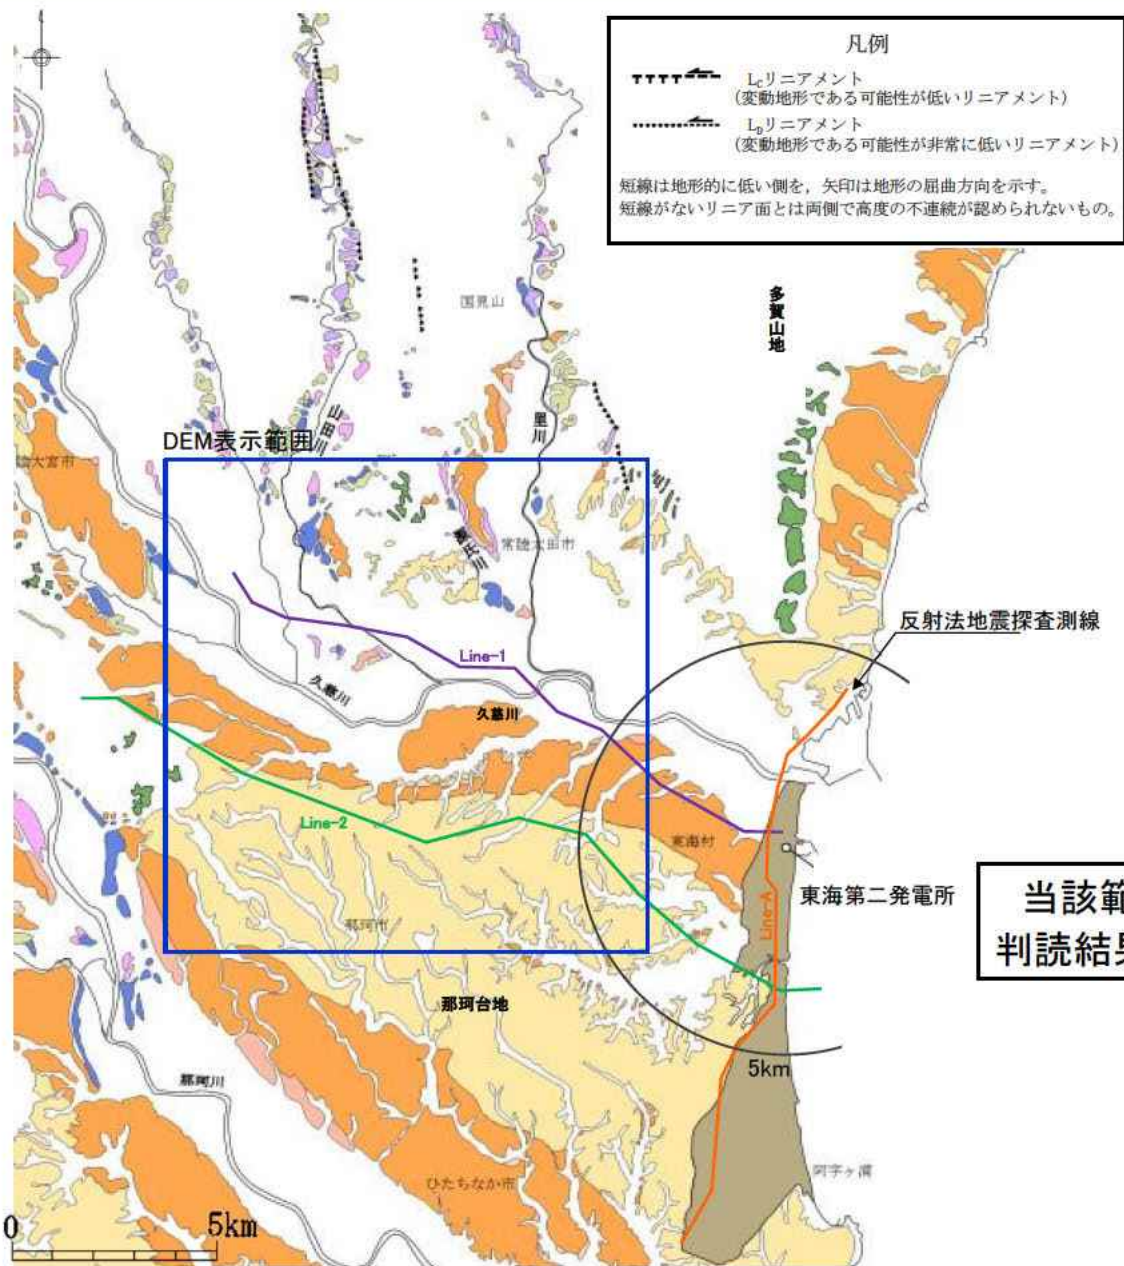 凡例
LCリニアメント
(変動地形である可能性が低いリニアメント)
LDリニアメント
(変動地形である可能性が非常に低いリニアメント)
短線は地形的に低い側を，矢印は地形の屈曲方向を示す。
短線がないリニア面とは両側で高度の不連続が認められないもの。
国見山
多賀山地
山田川
里川
DEM表示範囲
常陸太田市
反射法地震探査測線
Line-1
久慈川
久慈川
Line-2
東海村
東海第二発電所
Line-A
那珂市
当該範
判読結果
那珂台地
5km
那珂川
阿字ヶ浦
ひたちなか市
0
5km